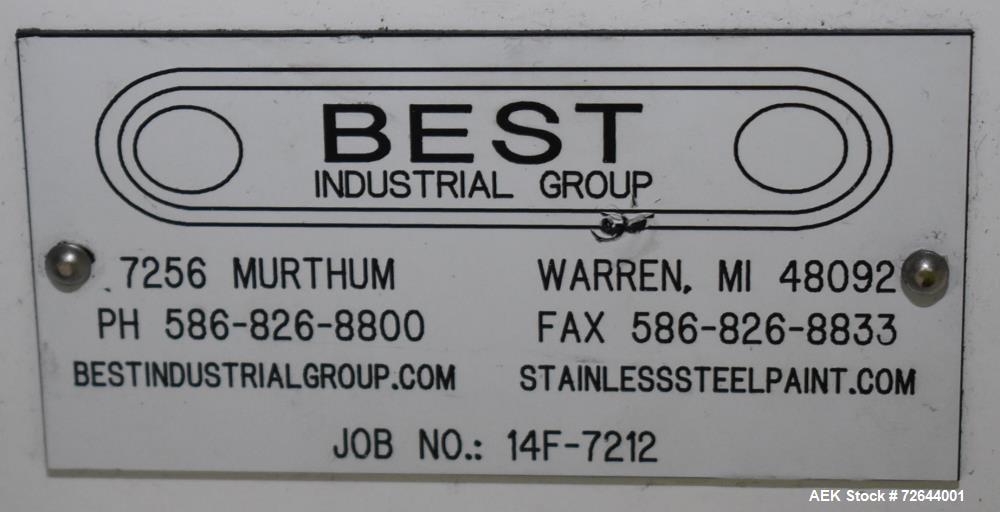 BEST
INDUSTRIAL GROUP
7256 MURTHUM WARREN, MI 48092
PH 586-826-8800 FAX 586-826-8833
BESTINDUSTRIALGROUP.COM STAINLESSSTEELPAINT.COM
JOB NO.: 14F-7212
AEK Stock #72644001